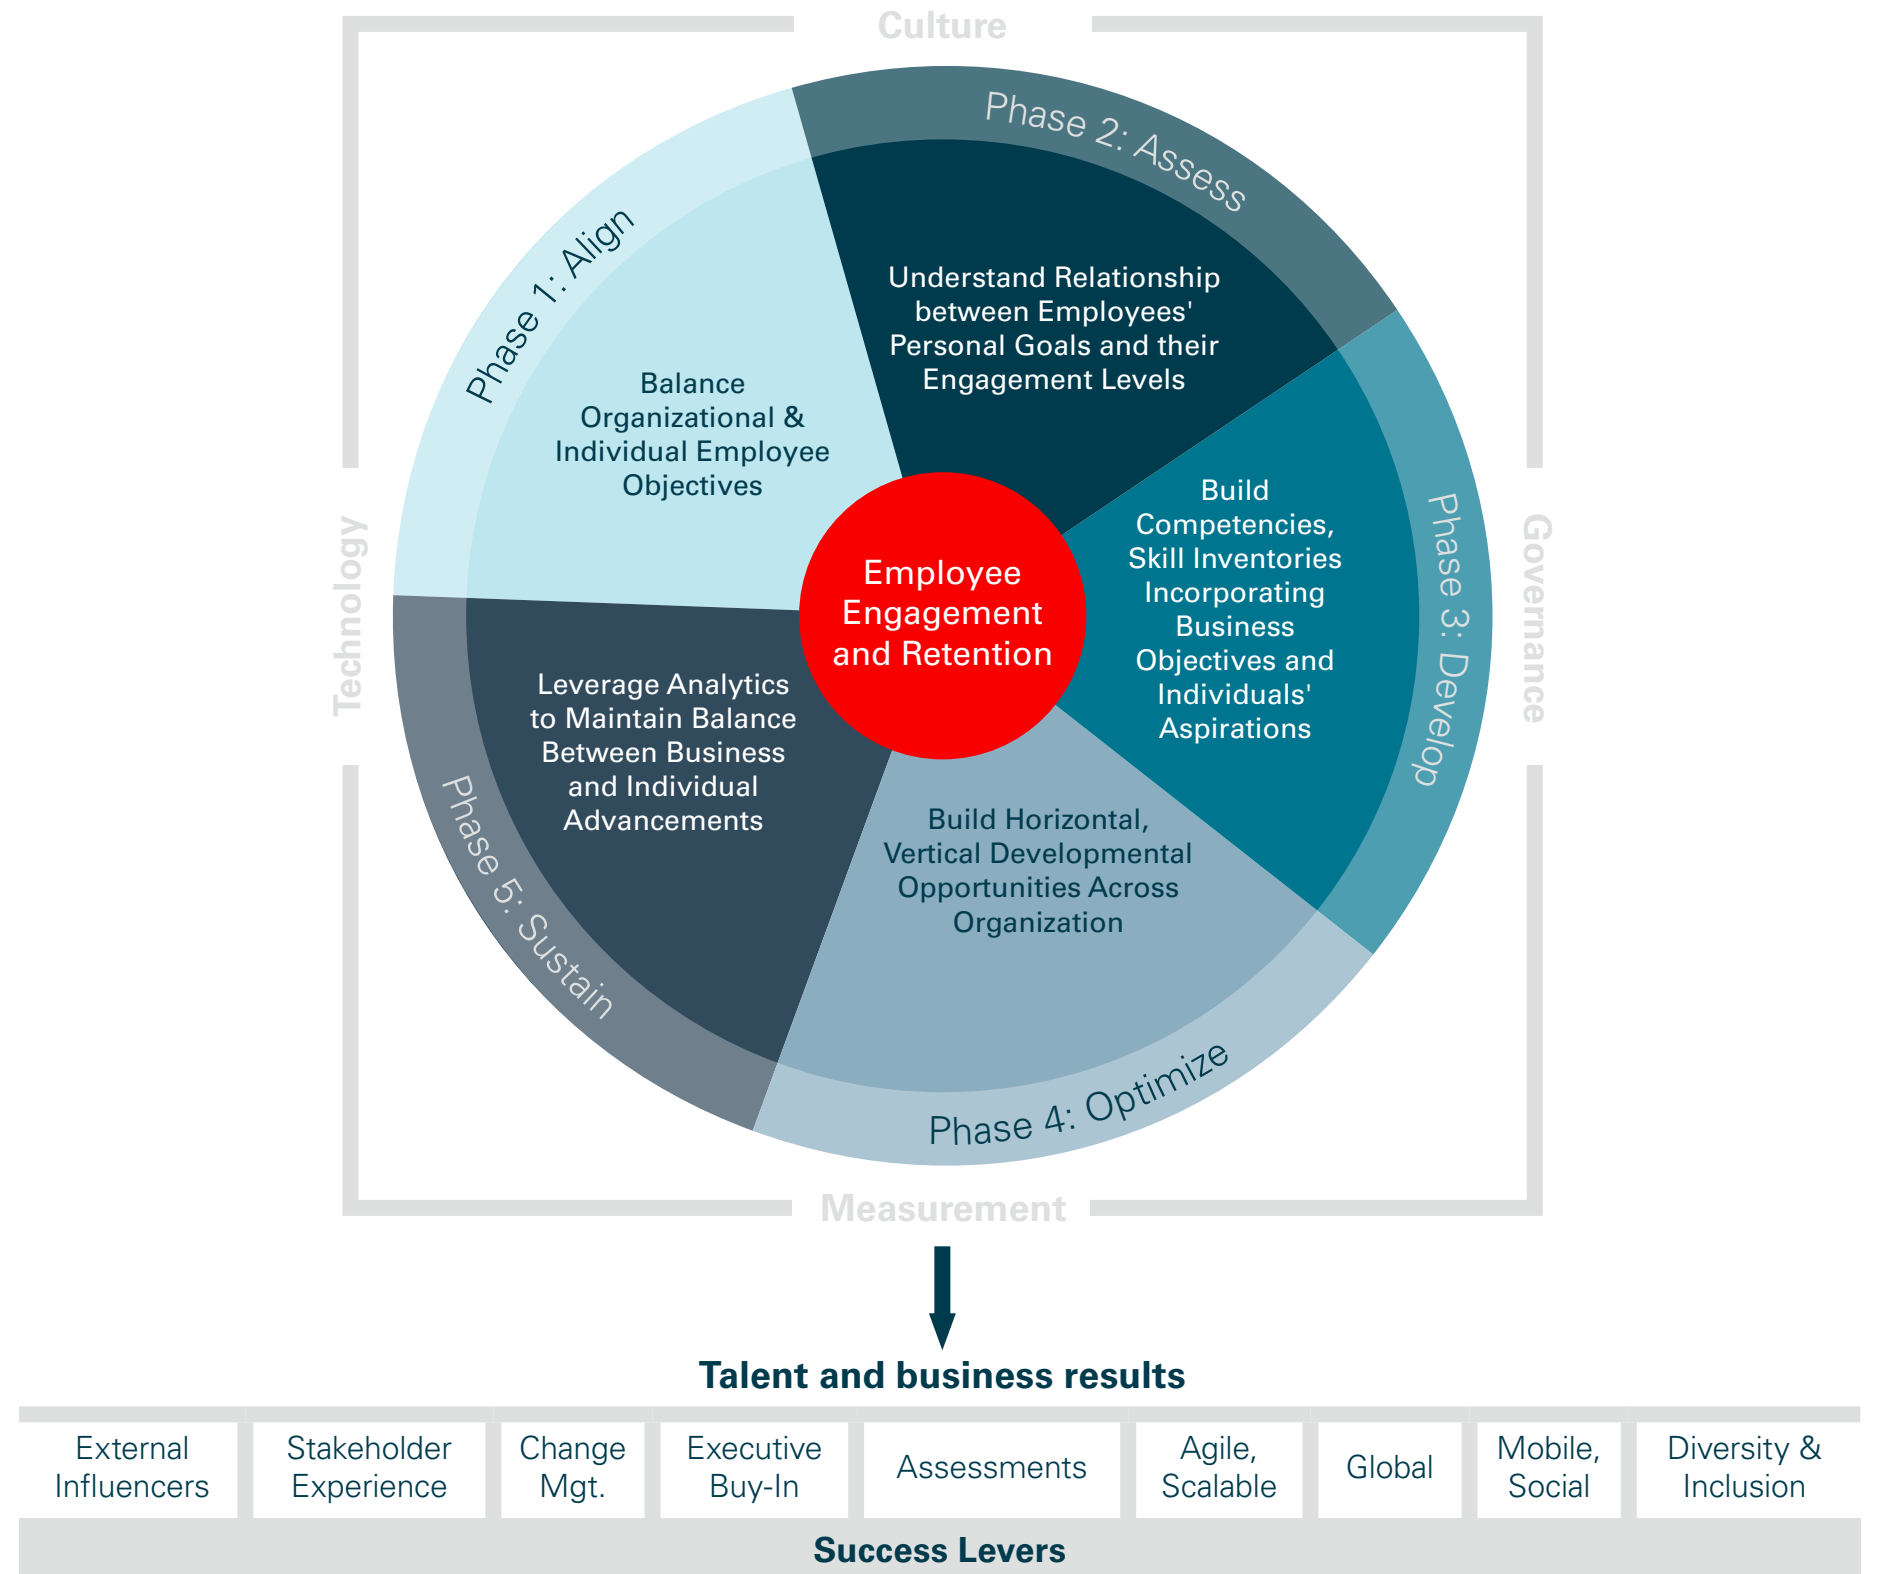 Culture
Phase 1: Align
Balance
Organizational &
Individual Employee
Objectives
Phase 2: Assess
Understand Relationship
between Employees'
Personal Goals and their
Engagement Levels
Phase 3: Develop
Build
Competencies,
Skill Inventories
Incorporating
Business
Objectives and
Individuals'
Aspirations
Phase 4: Optimize
Build Horizontal,
Vertical Developmental
Opportunities Across
Organization
Phase 5: Sustain
Leverage Analytics
to Maintain Balance
Between Business
and Individual
Advancements
Employee
Engagement
and Retention
Technology
Governance
Measurement
Talent and business results
External
Influencers
Stakeholder
Experience
Change
Mgt.
Executive
Buy-In
Assessments
Agile,
Scalable
Global
Mobile,
Social
Diversity &
Inclusion
Success Levers